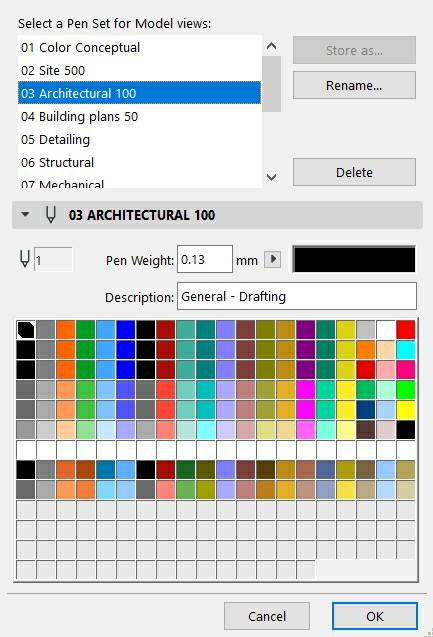 Select a Pen Set for Model views:
01 Color Conceptual
02 Site 500
03 Architectural 100
04 Building plans 50
05 Detailing
06 Structural
07 Mechanical
Store as...
Rename...
Delete
03 ARCHITECTURAL 100
1
Pen Weight: 0.13 mm
Description: General - Drafting
Cancel
OK